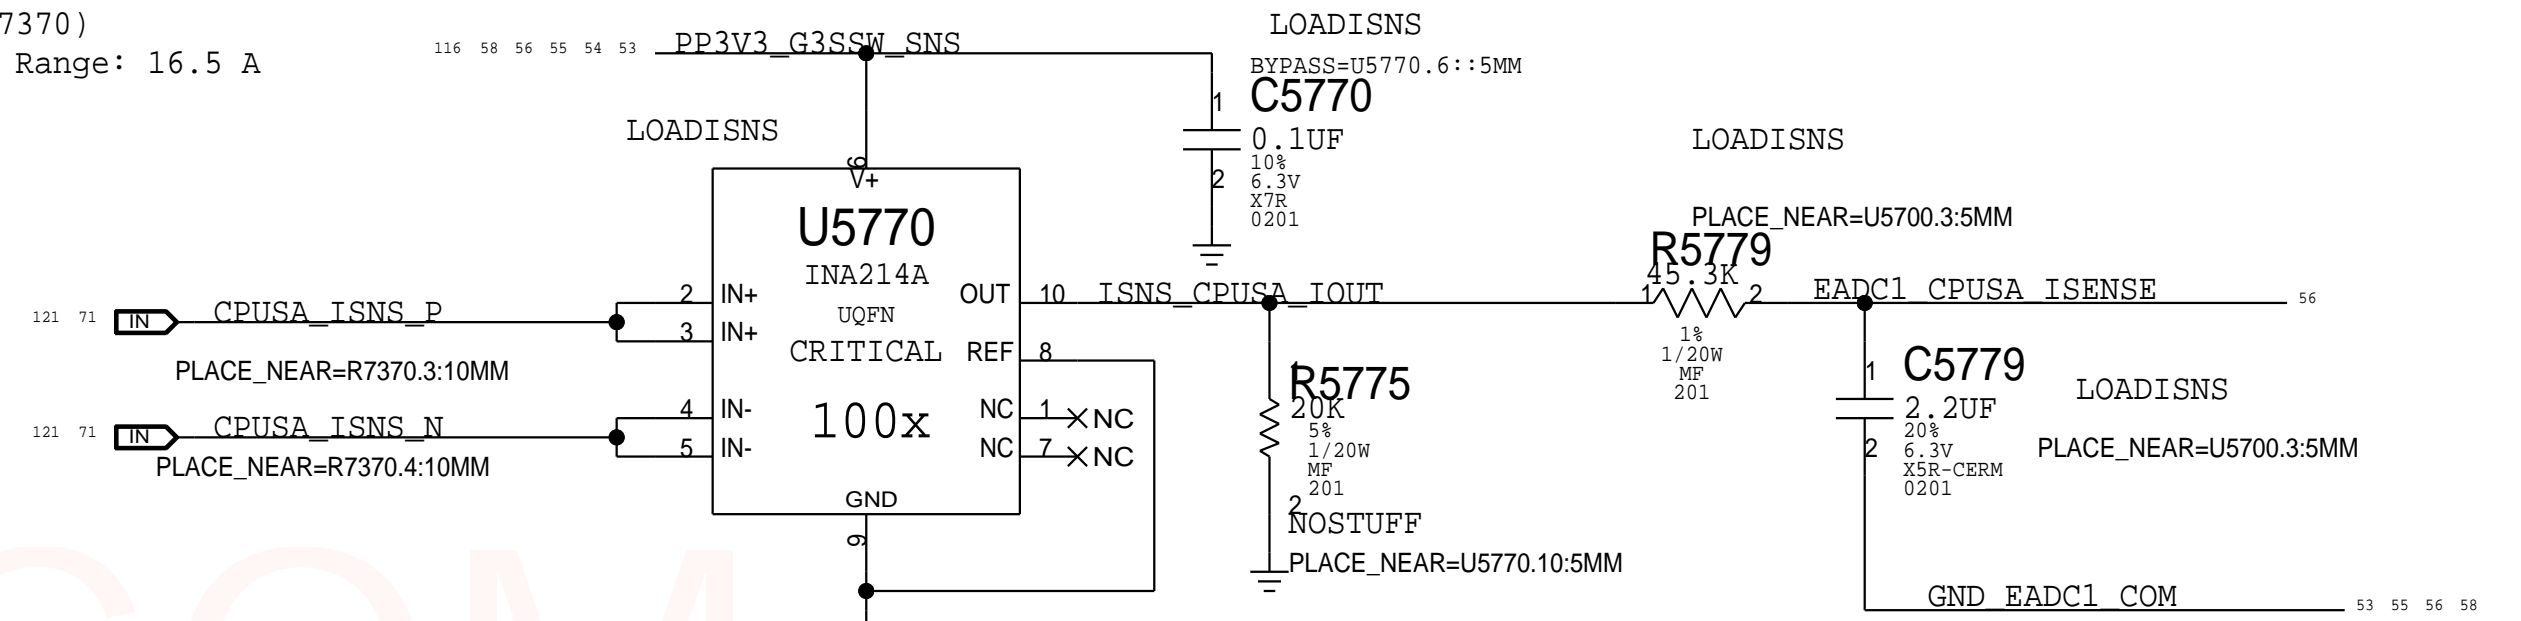 7370)
Range: 16.5 A
116 58 56 55 54 53
PP3V3_G3SSW_SNS
LOADISNS
BYPASS=U5770.6::5MM
C5770
1
0.1UF
10%
2
6.3V
X7R
0201
LOADISNS
6
V+
U5770
INA214A
UQFN
CRITICAL
100x
LOADISNS
PLACE_NEAR=U5700.3:5MM
R5779
45.3K
1
2
1%
1/20W
MF
201
121 71
IN
CPUSA_ISNS_P
2
IN+
3
IN+
PLACE_NEAR=R7370.3:10MM
121 71
IN
CPUSA_ISNS_N
4
IN-
5
IN-
PLACE_NEAR=R7370.4:10MM
OUT
10
ISNS_CPUSA_IOUT
REF
8
NC
1
NC
NC
7
NC
GND
9
1
R5775
20K
5%
1/20W
MF
201
2
NOSTUFF
PLACE_NEAR=U5770.10:5MM
EADC1_CPUSA_ISENSE
56
1
C5779
LOADISNS
2.2UF
20%
2
6.3V
PLACE_NEAR=U5700.3:5MM
X5R-CERM
0201
GND_EADC1_COM
53 55 56 58
COM